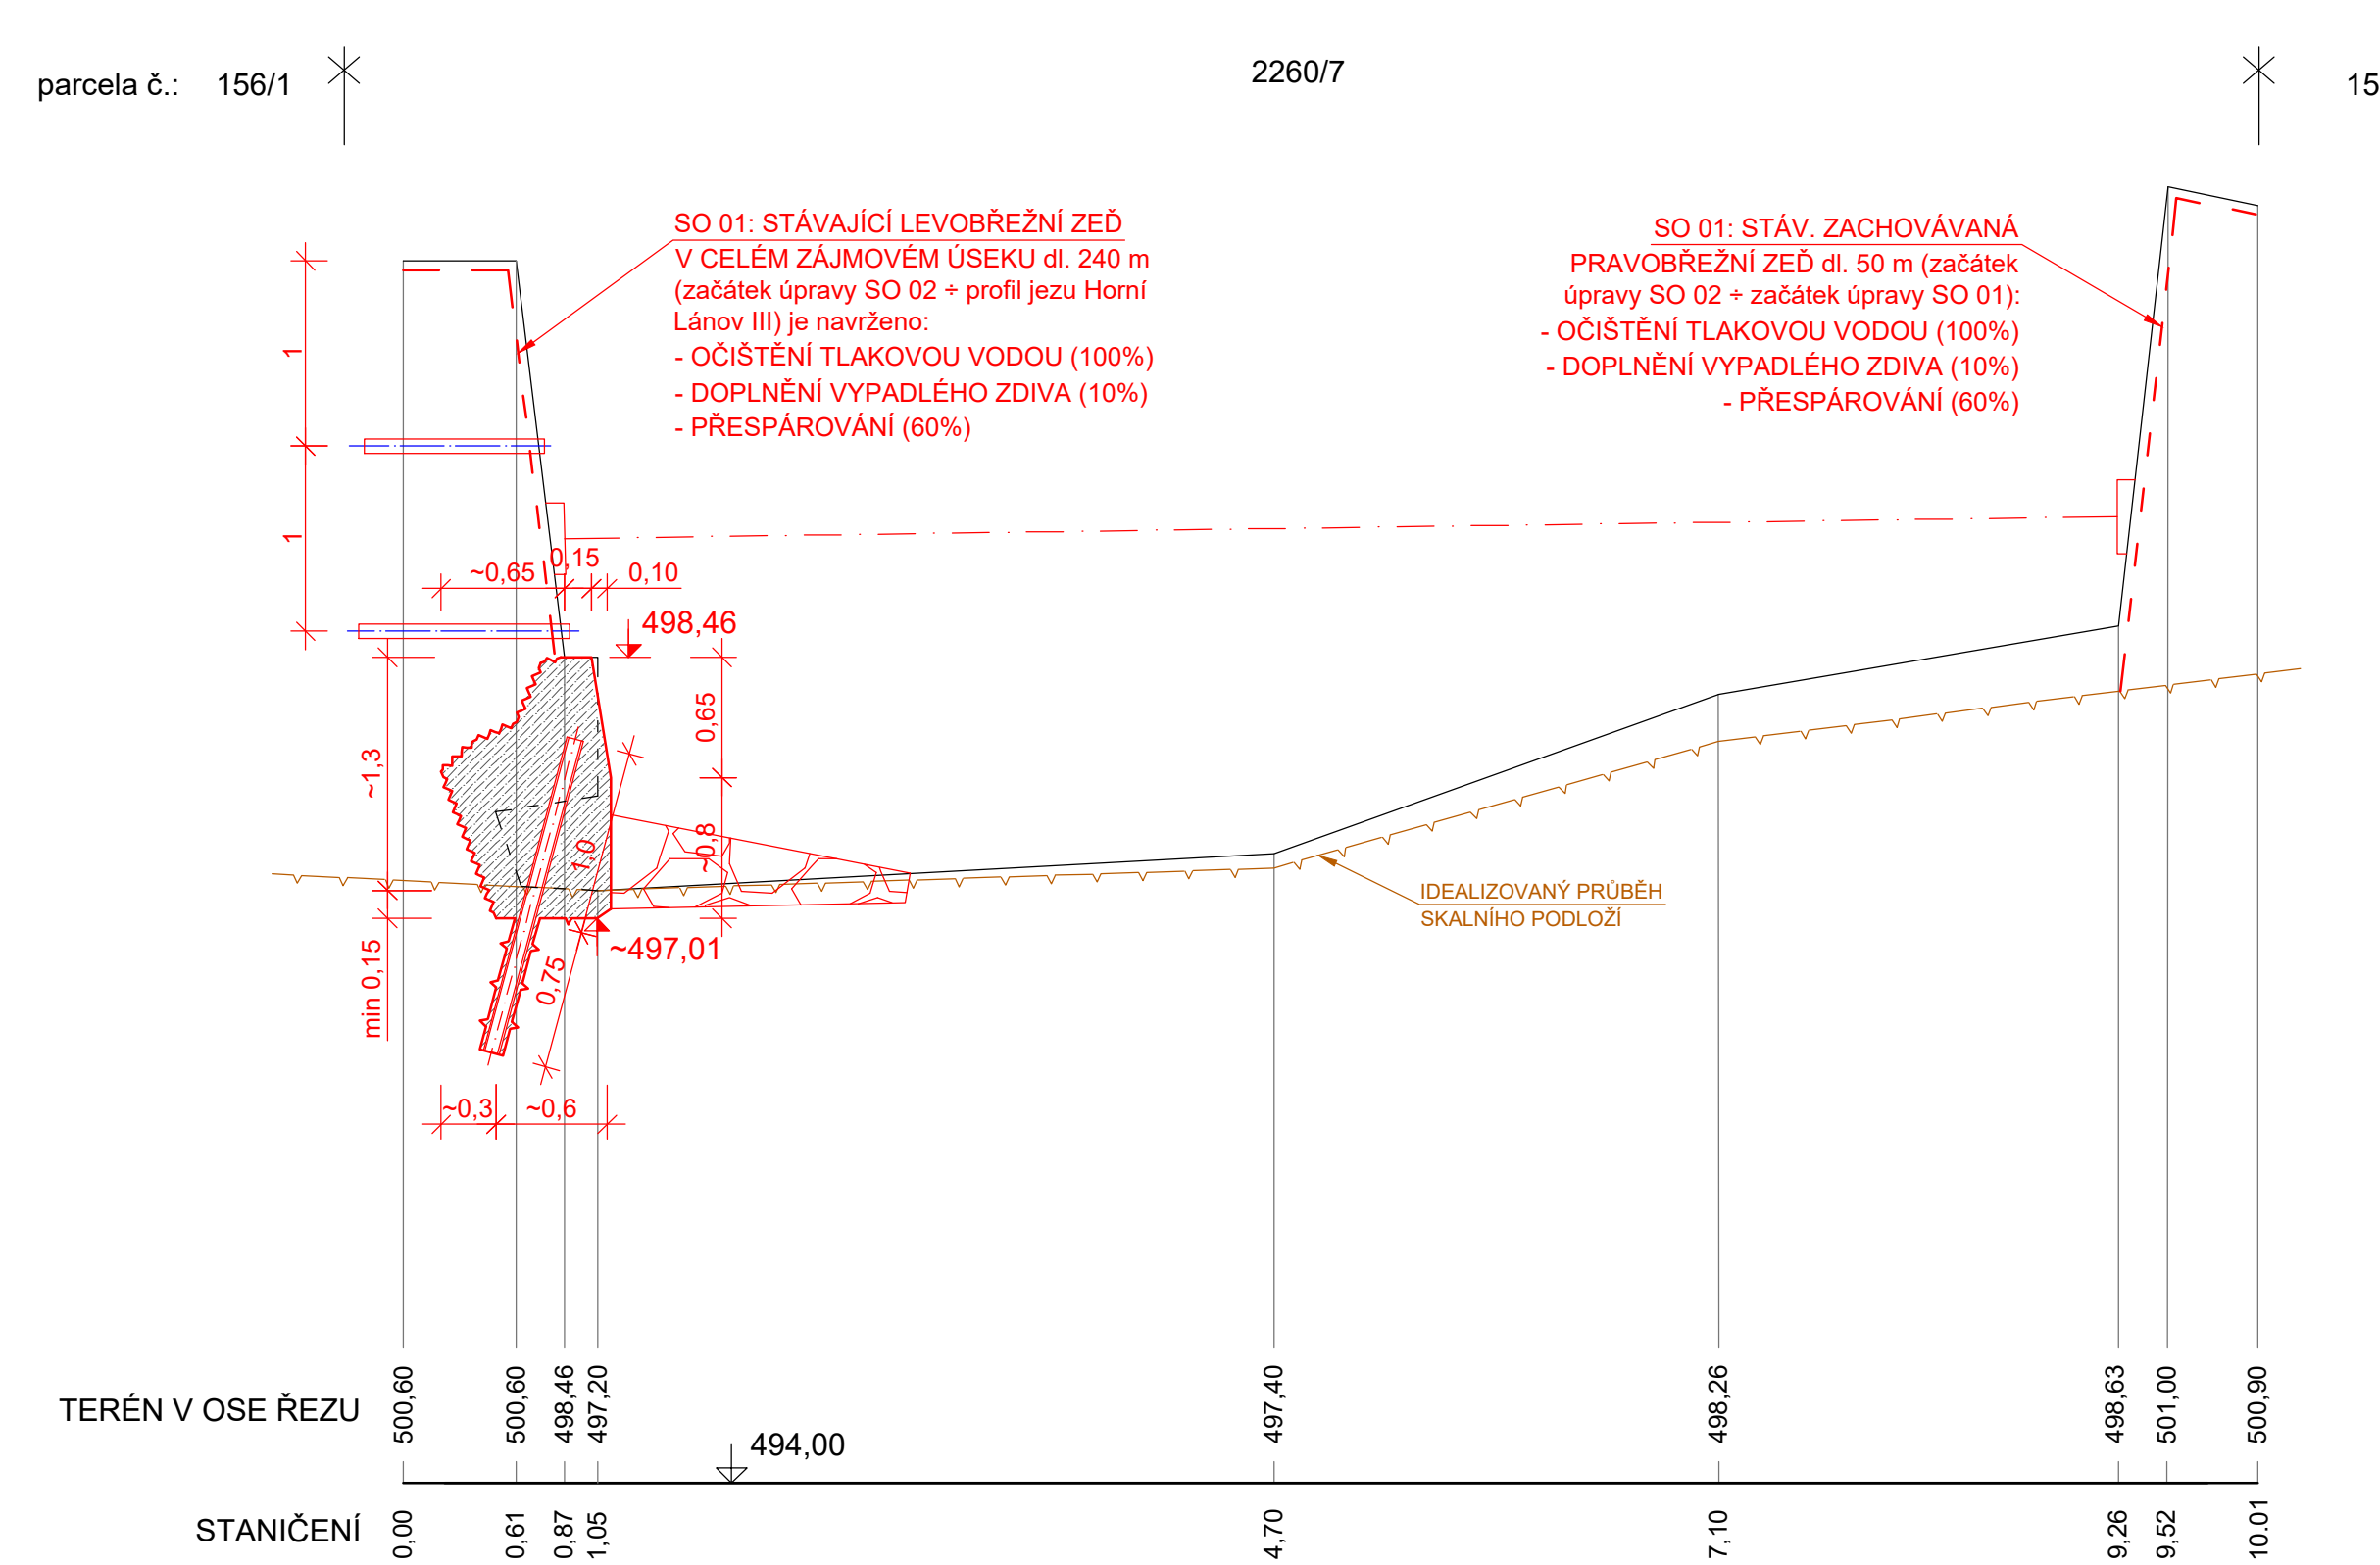 parcela č.: 156/1
2260/7
15
SO 01: STÁVAJÍCÍ LEVOBŘEŽNÍ ZEĎ
V CELÉM ZÁJMOVÉM ÚSEKU dl. 240 m
(začátek úpravy SO 02 ÷ profil jezu Horní
Lánov III) je navrženo:
- OČIŠTĚNÍ TLAKOVOU VODOU (100%)
- DOPLNĚNÍ VYPADLÉHO ZDIVA (10%)
- PŘESPÁROVÁNÍ (60%)
SO 01: STÁV. ZACHOVÁVANÁ
PRAVOBŘEŽNÍ ZEĎ dl. 50 m (začátek
úpravy SO 02 ÷ začátek úpravy SO 01):
- OČIŠTĚNÍ TLAKOVOU VODOU (100%)
- DOPLNĚNÍ VYPADLÉHO ZDIVA (10%)
- PŘESPÁROVÁNÍ (60%)
1
1
~0,65
0,15
0,10
498,46
0,65
~1,3
~0,8
1,0
min 0,15
0,75
~497,01
~0,3
~0,6
IDEALIZOVANÝ PRŮBĚH
SKALNÍHO PODLOŽÍ
TERÉN V OSE ŘEZU
500,60
500,60
498,46
497,20
497,40
498,26
498,63
501,00
500,90
494,00
STANIČENÍ
0,00
0,61
0,87
1,05
4,70
7,10
9,26
9,52
10.01